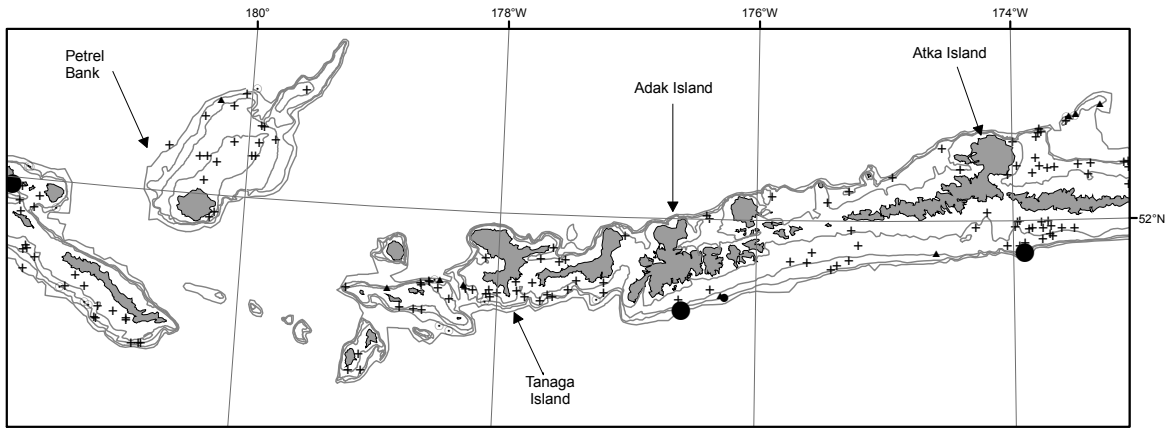 180°
178°W
176°W
174°W
Petrel
Bank
Atka Island
Adak Island
52°N
Tanaga
Island